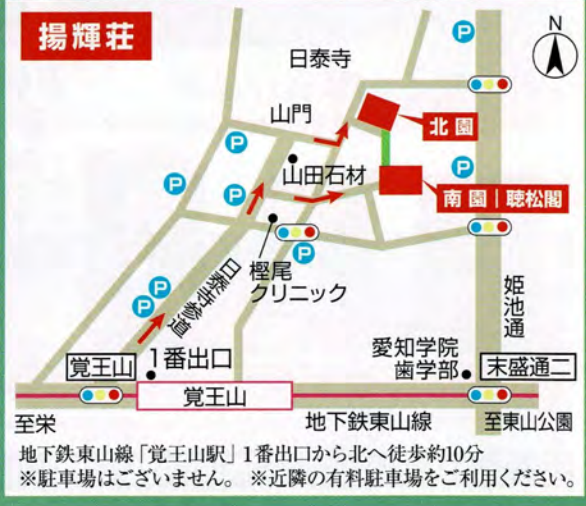 揚輝荘
N
P
日泰寺
山門
北園
P
山田石材
P
P
P
南園｜聴松閣
P
樫尾
クリニック
P
日泰寺参道
姫池通
P
P
愛知学院
歯学部
覚王山
1番出口
末盛通二
覚王山
至栄
地下鉄東山線
至東山公園
地下鉄東山線「覚王山駅」1番出口から北へ徒歩約10分
※駐車場はございません。 ※近隣の有料駐車場をご利用ください。